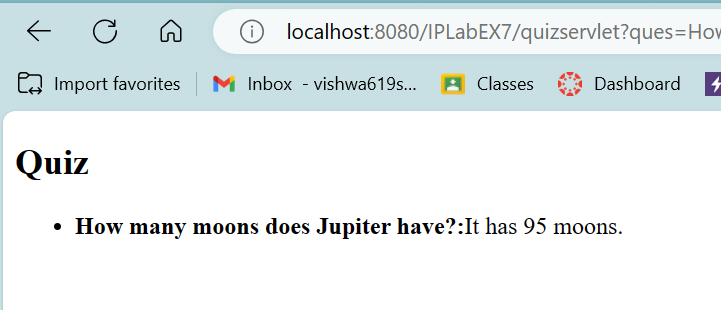 localhost:8080/IPLabEX7/quizservlet?ques=How
Import favorites Inbox - vishwa619s... Classes Dashboard
Quiz
• How many moons does Jupiter have?:It has 95 moons.